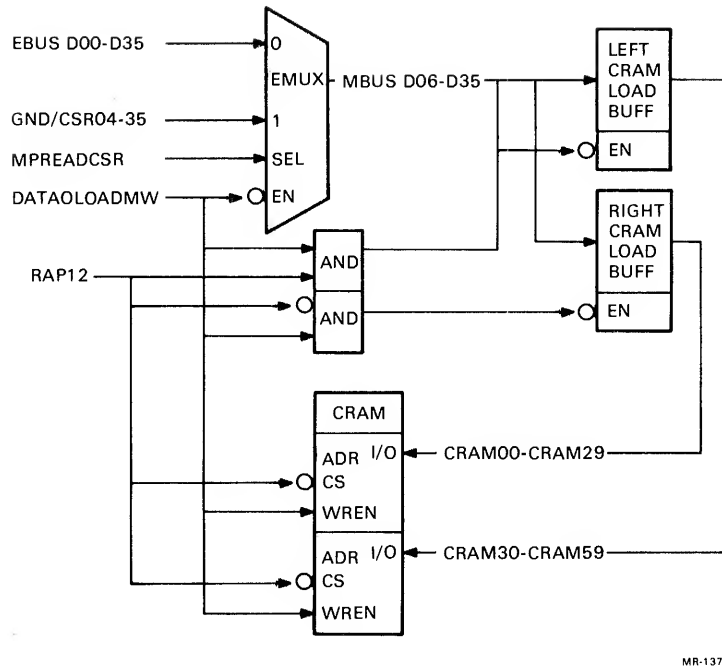 EBUS D00-D35
0
EMUX
MBUS D06-D35
LEFT
CRAM
LOAD
BUFF
EN
GND/CSR04-35
1
MPREADCSR
SEL
DATAOLOADMW
EN
RIGHT
CRAM
LOAD
BUFF
EN
RAP12
AND
AND
CRAM
I/O
ADR
CS
WREN
CRAM00-CRAM29
I/O
ADR
CS
WREN
CRAM30-CRAM59
MR-137